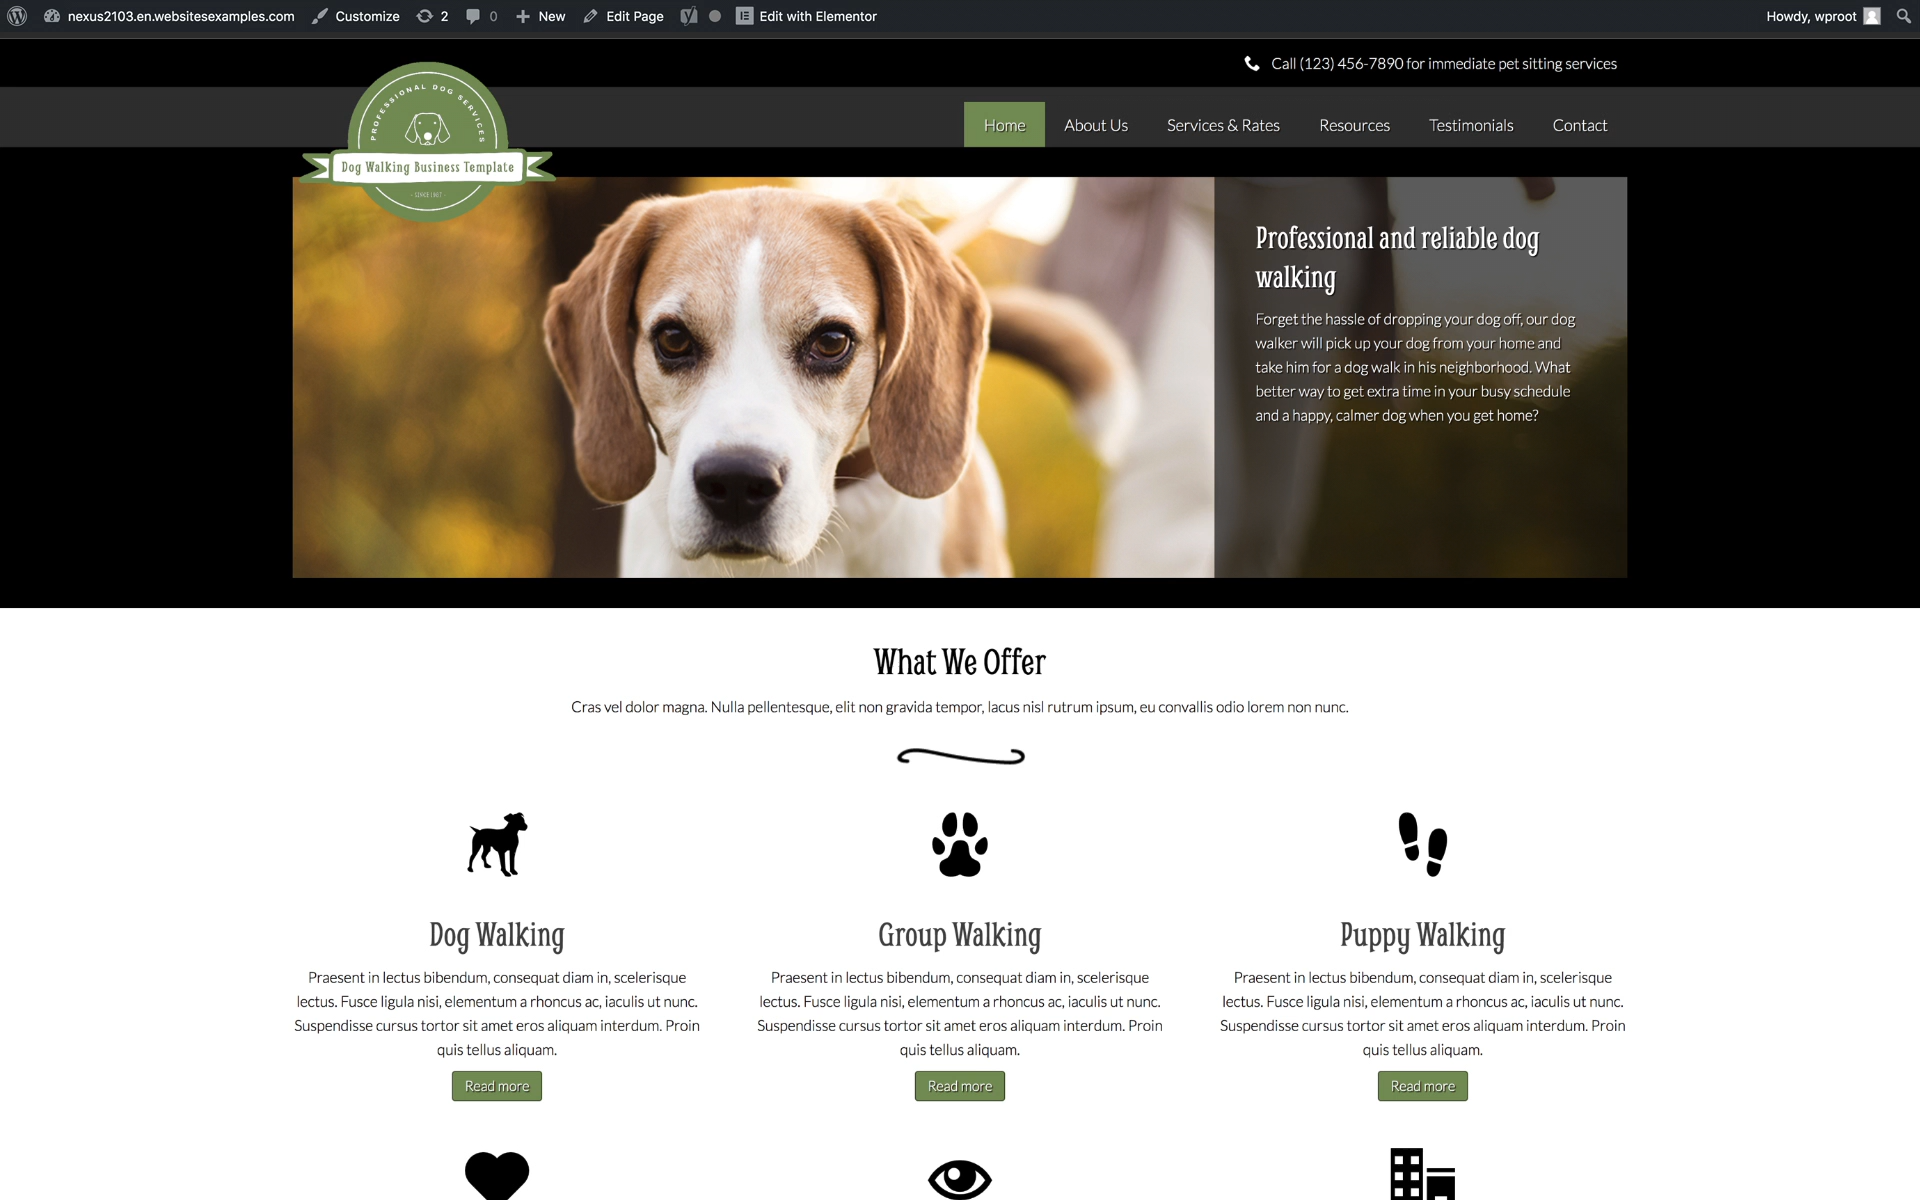 nexus2103.en.websitesexamples.com Customize 2 0 New Edit Page Edit with Elementor Howdy, wproot
Call (123) 456-7890 for immediate pet sitting services
PROFESSIONAL DOG SERVICES
Dog Walking Business Template
Home About Us Services & Rates Resources Testimonials Contact
Professional and reliable dog
walking
Forget the hassle of dropping your dog off, our dog
walker will pick up your dog from your home and
take him for a dog walk in his neighborhood. What
better way to get extra time in your busy schedule
and a happy, calmer dog when you get home?
What We Offer
Cras vel dolor magna. Nulla pellentesque, elit non gravida tempor, lacus nisl rutrum ipsum, eu convallis odio lorem non nunc.
Dog Walking
Praesent in lectus bibendum, consequat diam in, scelerisque
lectus. Fusce ligula nisi, elementum a rhoncus ac, iaculis ut nunc.
Suspendisse cursus tortor sit amet eros aliquam interdum. Proin
quis tellus aliquam.
Read more
Group Walking
Praesent in lectus bibendum, consequat diam in, scelerisque
lectus. Fusce ligula nisi, elementum a rhoncus ac, iaculis ut nunc.
Suspendisse cursus tortor sit amet eros aliquam interdum. Proin
quis tellus aliquam.
Read more
Puppy Walking
Praesent in lectus bibendum, consequat diam in, scelerisque
lectus. Fusce ligula nisi, elementum a rhoncus ac, iaculis ut nunc.
Suspendisse cursus tortor sit amet eros aliquam interdum. Proin
quis tellus aliquam.
Read more